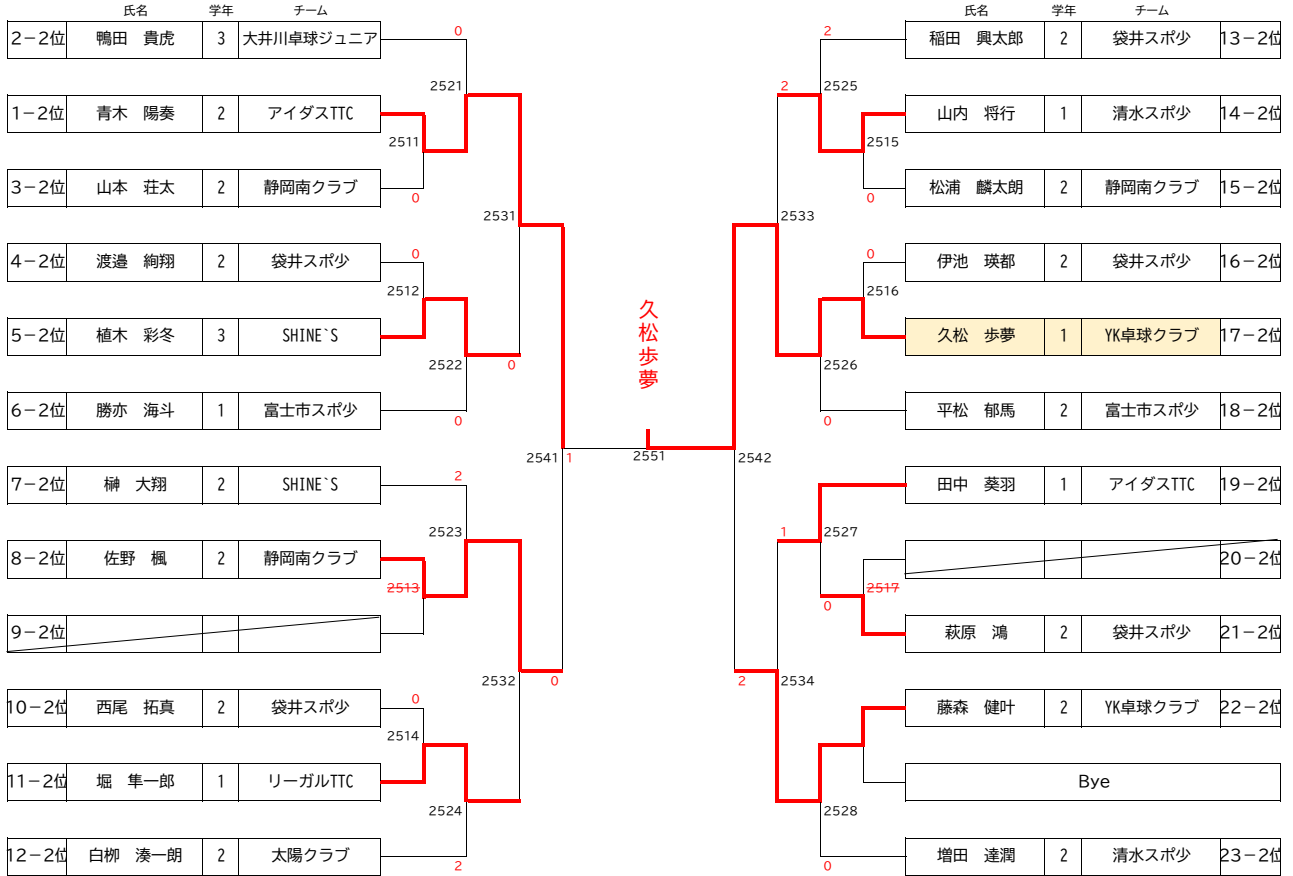 氏名 学年 チーム
2－2位 鴨田　貴虎 3 大井川卓球ジュニア
0
2521
1－2位 青木　陽奏 2 アイダスTTC
2511
3－2位 山本　荘太 2 静岡南クラブ
0
2531
4－2位 渡邉　絢翔 2 袋井スポ少
0
2512
5－2位 植木　彩冬 3 SHINE`S
2522
0
6－2位 勝亦　海斗 1 富士市スポ少
0
2541
1
7－2位 榊　大翔 2 SHINE`S
2
2523
8－2位 佐野　楓 2 静岡南クラブ
2513
9－2位
2532
0
10－2位 西尾　拓真 2 袋井スポ少
0
2514
11－2位 堀　隼一郎 1 リーガルTTC
2524
12－2位 白栁　湊一朗 2 太陽クラブ
2
久松歩夢
2551
氏名 学年 チーム
2
稲田　興太郎 2 袋井スポ少 13－2位
2
2525
山内　将行 1 清水スポ少 14－2位
2515
松浦　麟太朗 2 静岡南クラブ 15－2位
0
2533
0
伊池　瑛都 2 袋井スポ少 16－2位
2516
久松　歩夢 1 YK卓球クラブ 17－2位
2526
平松　郁馬 2 富士市スポ少 18－2位
0
2542
田中　葵羽 1 アイダスTTC 19－2位
1
2527
20－2位
2517
0
萩原　鴻 2 袋井スポ少 21－2位
2
2534
藤森　健叶 2 YK卓球クラブ 22－2位
Bye
2528
増田　達潤 2 清水スポ少 23－2位
0